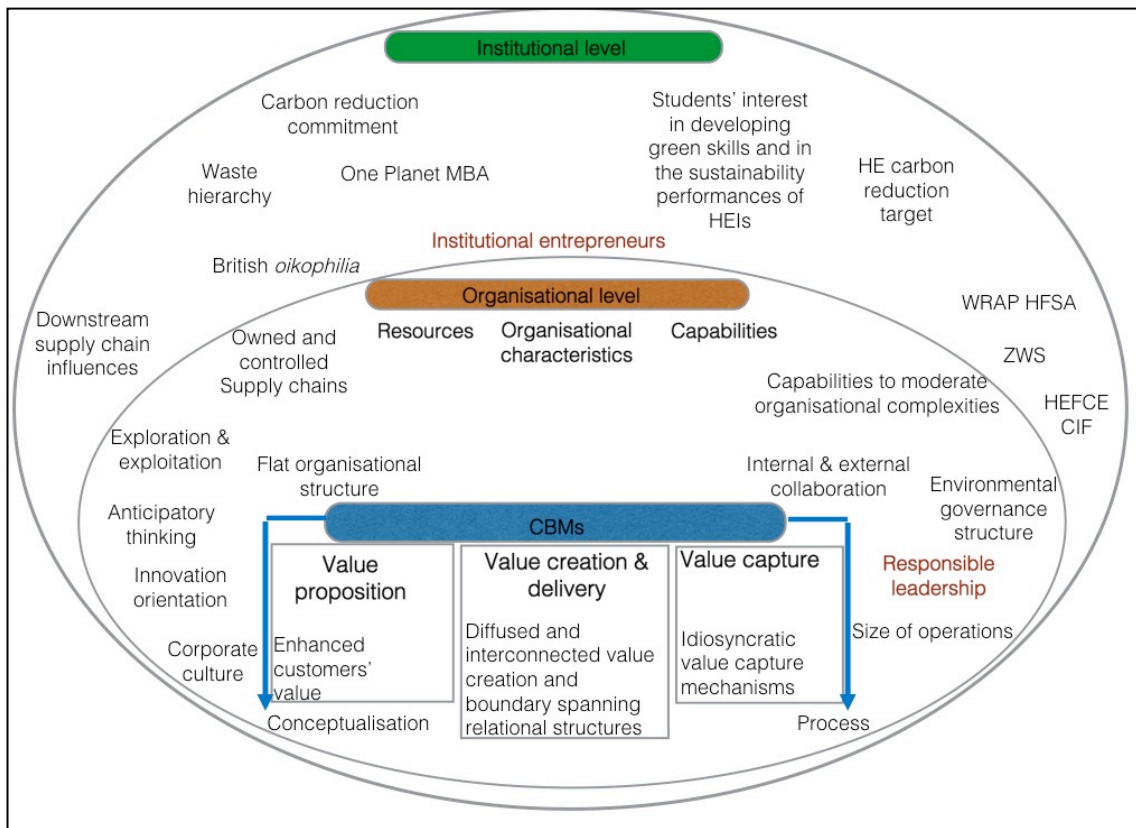 Institutional level
Carbon reduction
commitment
Students' interest
in developing
green skills and in
the sustainability
performances of
HEIs
Waste
hierarchy
One Planet MBA
HE carbon
reduction
target
Institutional entrepreneurs
British oikophilia
Organisational level
Downstream
supply chain
influences
Owned and
controlled
Supply chains
Resources
Organisational
characteristics
Capabilities
WRAP HFSA
ZWS
HEFCE
CIF
Capabilities to moderate
organisational complexities
Exploration &
exploitation
Flat organisational
structure
Internal & external
collaboration
Environmental
governance
structure
Anticipatory
thinking
CBMs
Innovation
orientation
Value
proposition
Value creation &
delivery
Value capture
Responsible
leadership
Corporate
culture
Enhanced
customers'
value
Diffused and
interconnected value
creation and
boundary spanning
relational structures
Idiosyncratic
value capture
mechanisms
Size of operations
Conceptualisation
Process